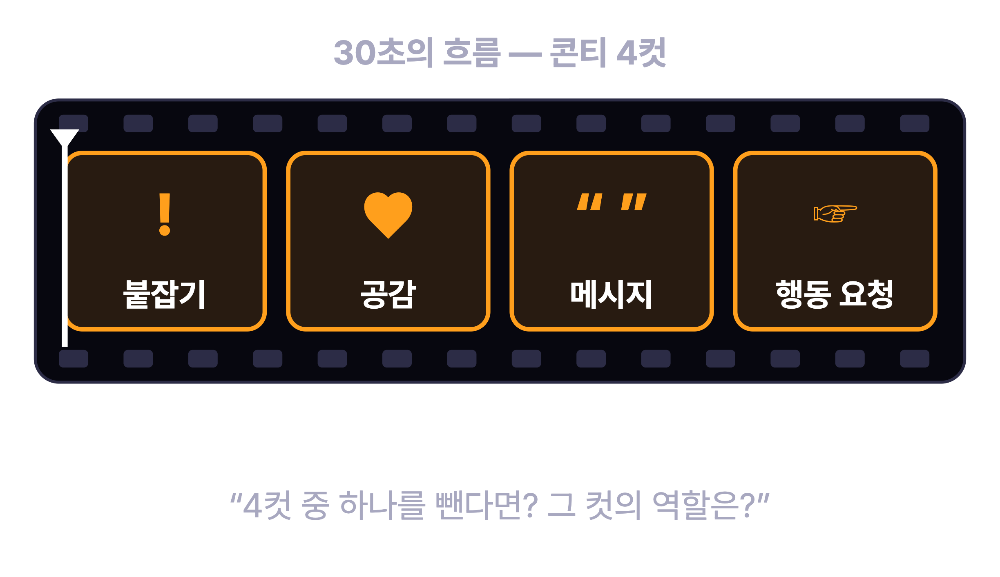 30초의 흐름 — 콘티 4컷
!
“ ”
붙잡기
공감
메시지
행동 요청
“4컷 중 하나를 뺀다면? 그 컷의 역할은?”